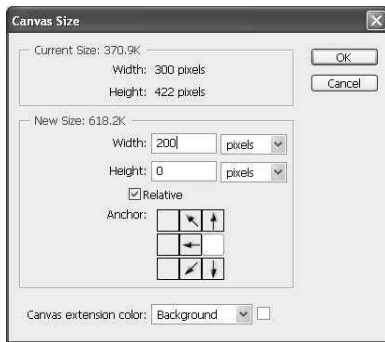 Canvas Size
Current Size: 370.9K
OK
Width: 300 pixels
Cancel
Height: 422 pixels
New Size: 618.2K
Width: 200 pixels
Height: 0 pixels
Relative
Anchor:
Canvas extension color: Background